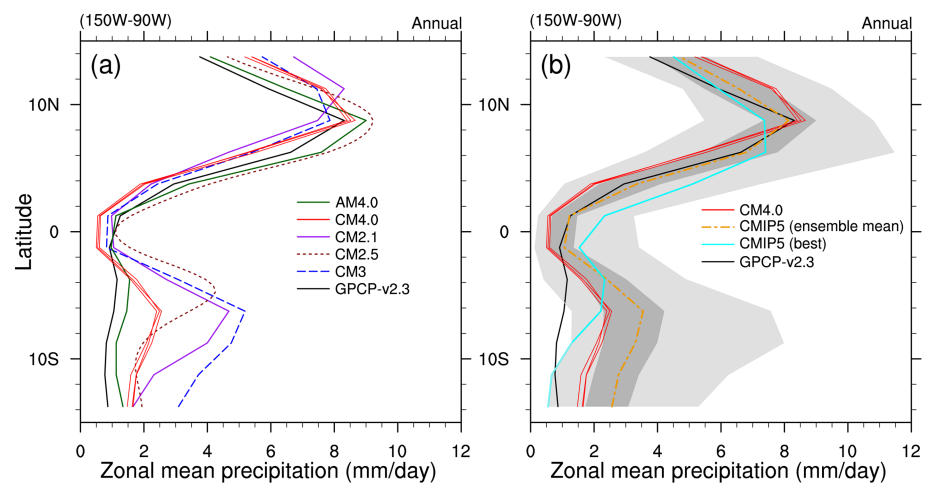 (150W-90W) Annual
(a)
10N
0
10S
Latitude
AM4.0
CM4.0
CM2.1
CM2.5
CM3
GPCP-v2.3
0 2 4 6 8 10 12
Zonal mean precipitation (mm/day)
(150W-90W) Annual
(b)
10N
0
10S
CM4.0
CMIP5 (ensemble mean)
CMIP5 (best)
GPCP-v2.3
0 2 4 6 8 10 12
Zonal mean precipitation (mm/day)